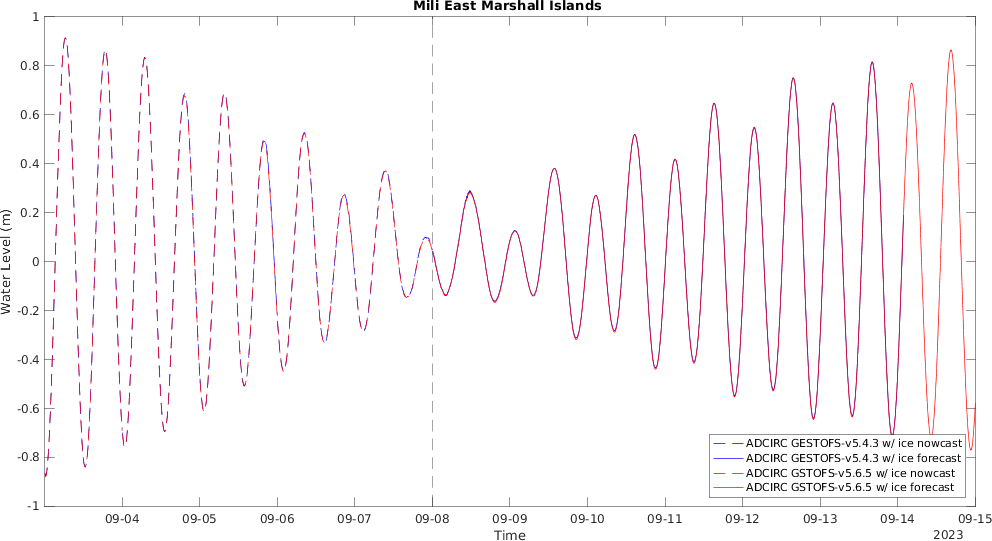 Mili East Marshall Islands
Water Level (m)
1
0.8
0.6
0.4
0.2
0
-0.2
-0.4
-0.6
-0.8
-1
ADCIRC GESTOFS-v5.4.3 w/ ice nowcast
ADCIRC GESTOFS-v5.4.3 w/ ice forecast
ADCIRC GSTOFS-v5.6.5 w/ ice nowcast
ADCIRC GSTOFS-v5.6.5 w/ ice forecast
09-04 09-05 09-06 09-07 09-08 09-09 09-10 09-11 09-12 09-13 09-14 09-15
Time
2023